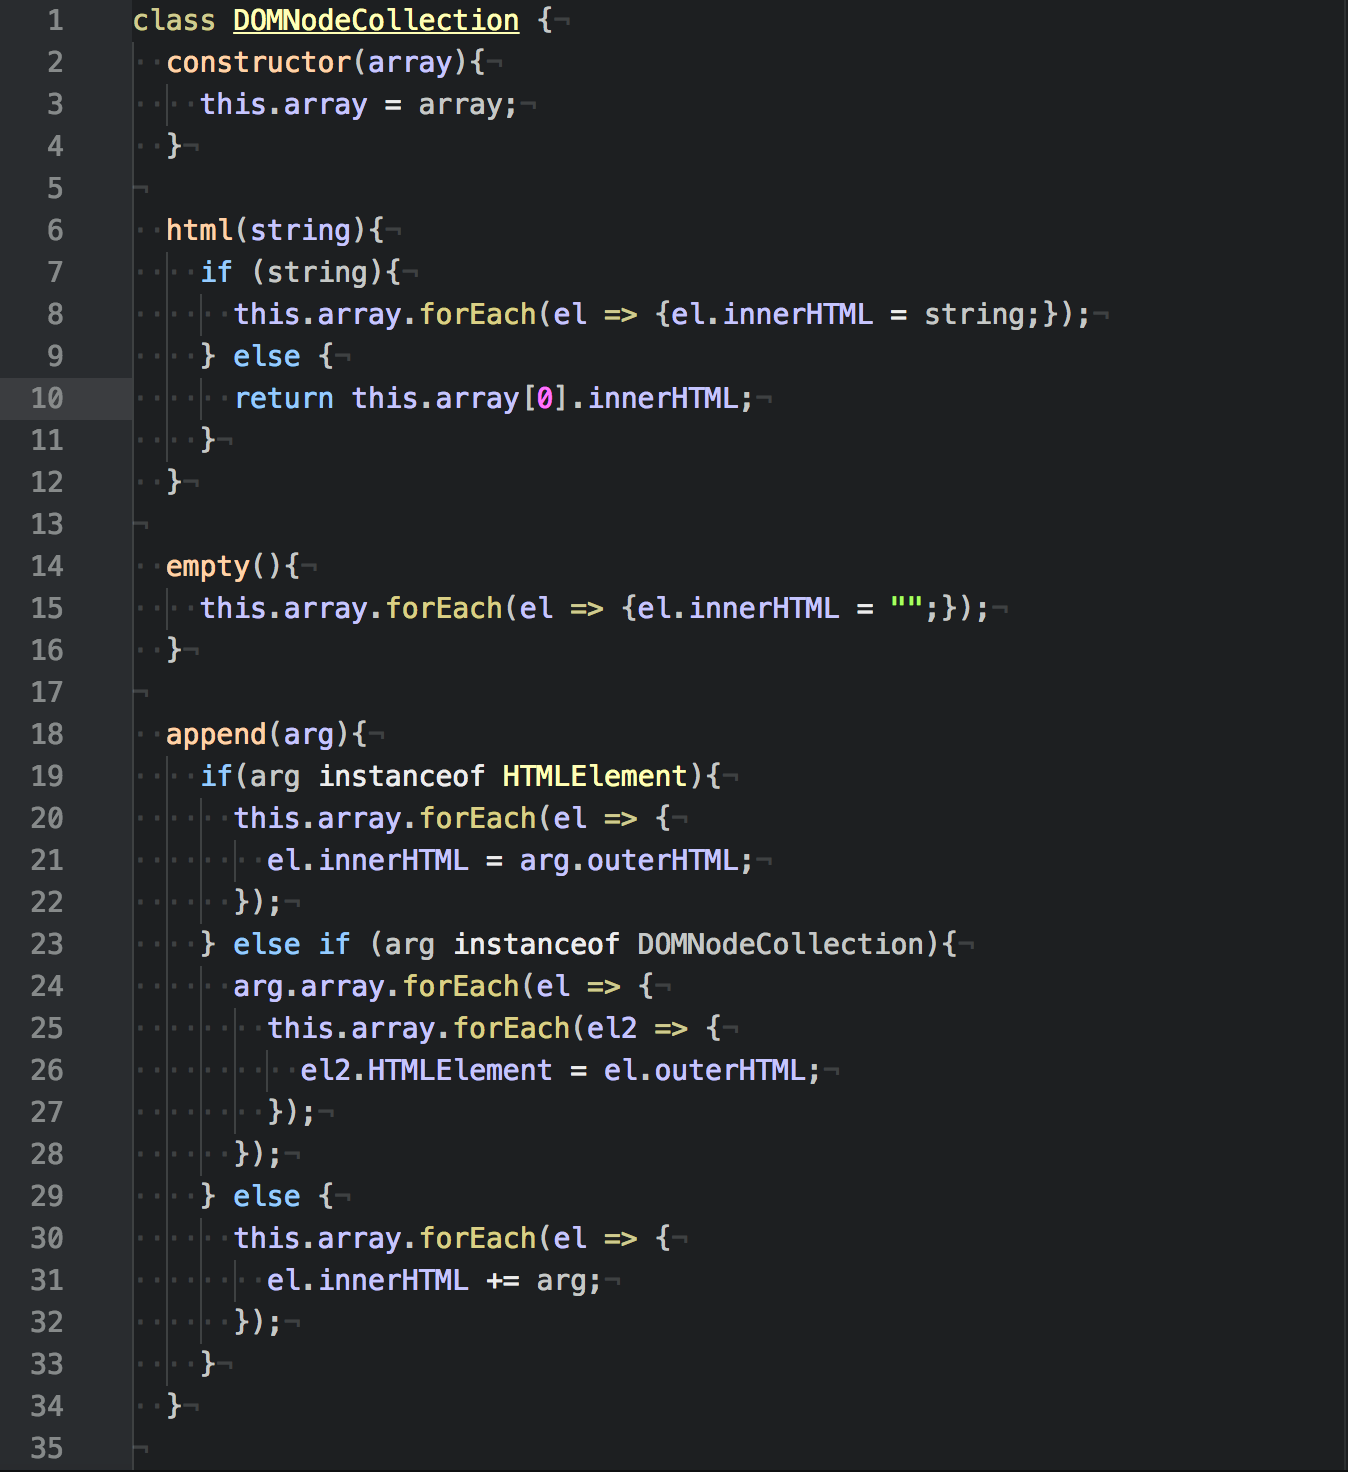 1 class DOMNodeCollection {¬
2 ··constructor(array){¬
3 ····this.array = array;¬
4 ··}¬
5 ¬
6 ··html(string){¬
7 ····if (string){¬
8 ······this.array.forEach(el => {el.innerHTML = string;});¬
9 ····} else {¬
10 ······return this.array[0].innerHTML;¬
11 ····}¬
12 ··}¬
13 ¬
14 ··empty(){¬
15 ····this.array.forEach(el => {el.innerHTML = "";});¬
16 ··}¬
17 ¬
18 ··append(arg){¬
19 ····if(arg instanceof HTMLElement){¬
20 ······this.array.forEach(el => {¬
21 ········el.innerHTML = arg.outerHTML;¬
22 ······});¬
23 ····} else if (arg instanceof DOMNodeCollection){¬
24 ······arg.array.forEach(el => {¬
25 ········this.array.forEach(el2 => {¬
26 ··········el2.HTMLElement = el.outerHTML;¬
27 ········});¬
28 ······});¬
29 ····} else {¬
30 ······this.array.forEach(el => {¬
31 ········el.innerHTML += arg;¬
32 ······});¬
33 ····}¬
34 ··}¬
35 ¬